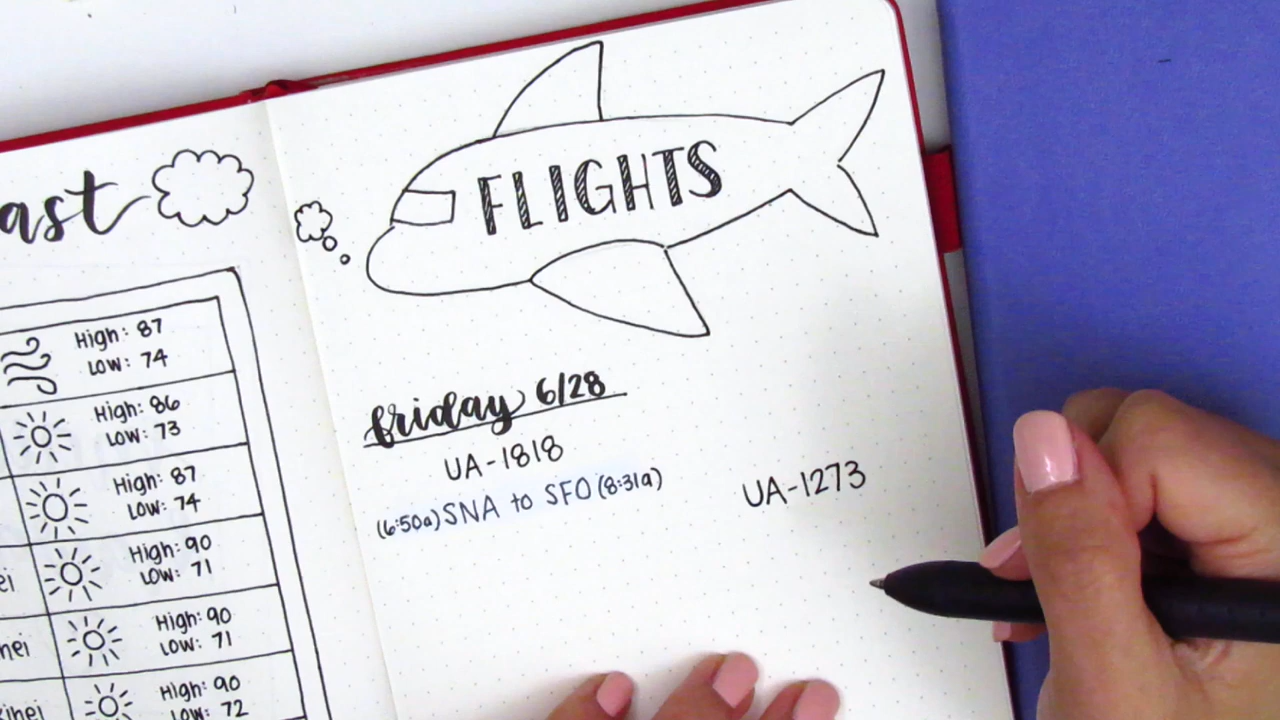 ast
High: 87
Low: 74
High: 86
Low: 73
High: 87
Low: 74
High: 90
Low: 71
High: 90
Low: 71
High: 90
Low: 72
FLIGHTS
friday 6/28
UA-1818
(6:50a) SNA to SFO (8:31a)
UA-1273